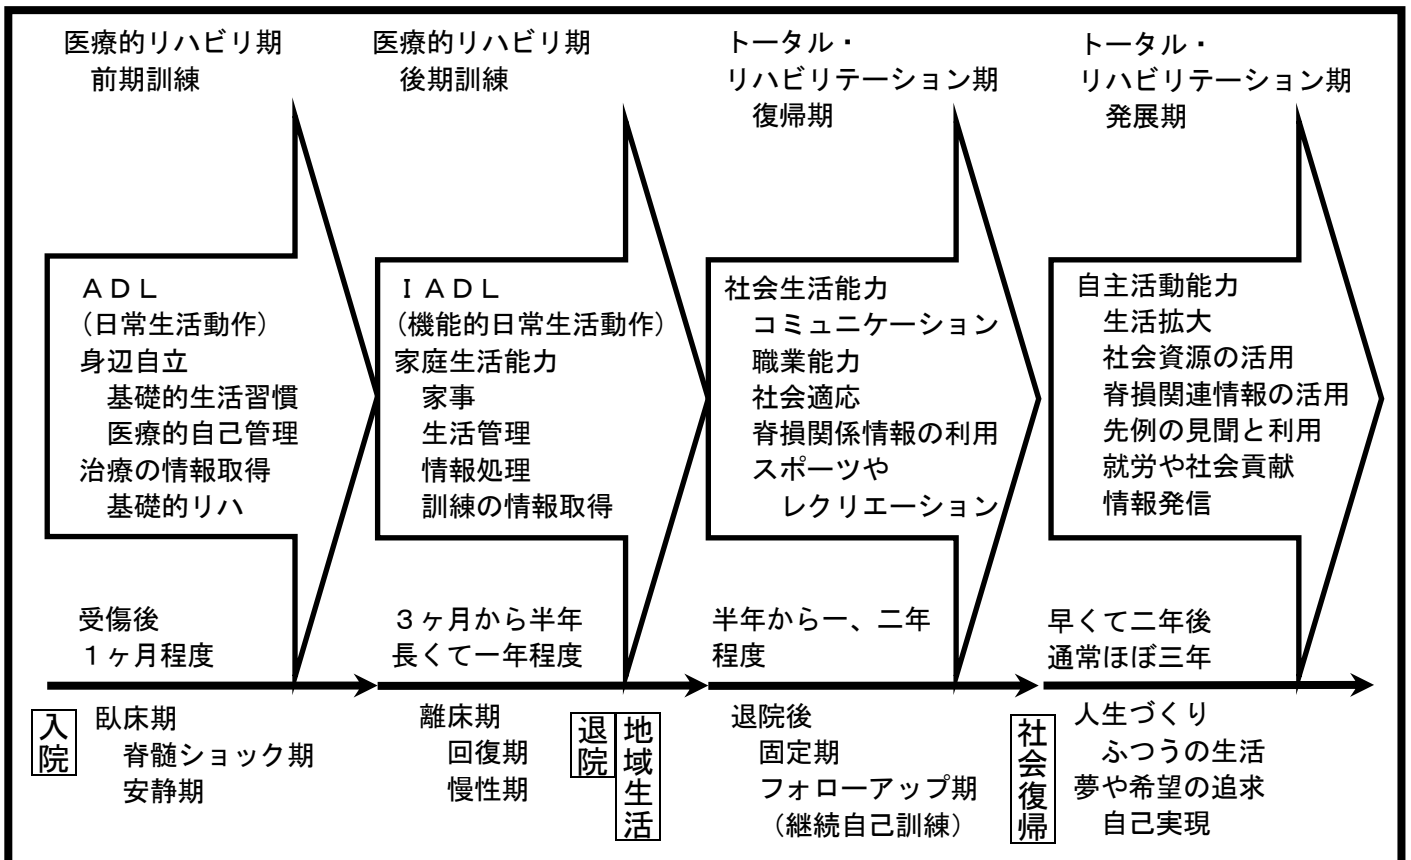 医療的リハビリ期
前期訓練
ＡＤＬ
(日常生活動作)
身辺自立
基礎的生活習慣
医療的自己管理
治療の情報取得
基礎的リハ
受傷後
１ヶ月程度
入院
臥床期
脊髄ショック期
安静期
医療的リハビリ期
後期訓練
ＩＡＤＬ
(機能的日常生活動作)
家庭生活能力
家事
生活管理
情報処理
訓練の情報取得
３ヶ月から半年
長くて一年程度
離床期
回復期
慢性期
退院
地域生活
トータル・
リハビリテーション期
復帰期
社会生活能力
コミュニケーション
職業能力
社会適応
脊損関係情報の利用
スポーツや
レクリエーション
半年から一、二年
程度
退院後
固定期
フォローアップ期
（継続自己訓練）
社会復帰
トータル・
リハビリテーション期
発展期
自主活動能力
生活拡大
社会資源の活用
脊損関連情報の活用
先例の見聞と利用
就労や社会貢献
情報発信
早くて二年後
通常ほぼ三年
人生づくり
ふつうの生活
夢や希望の追求
自己実現